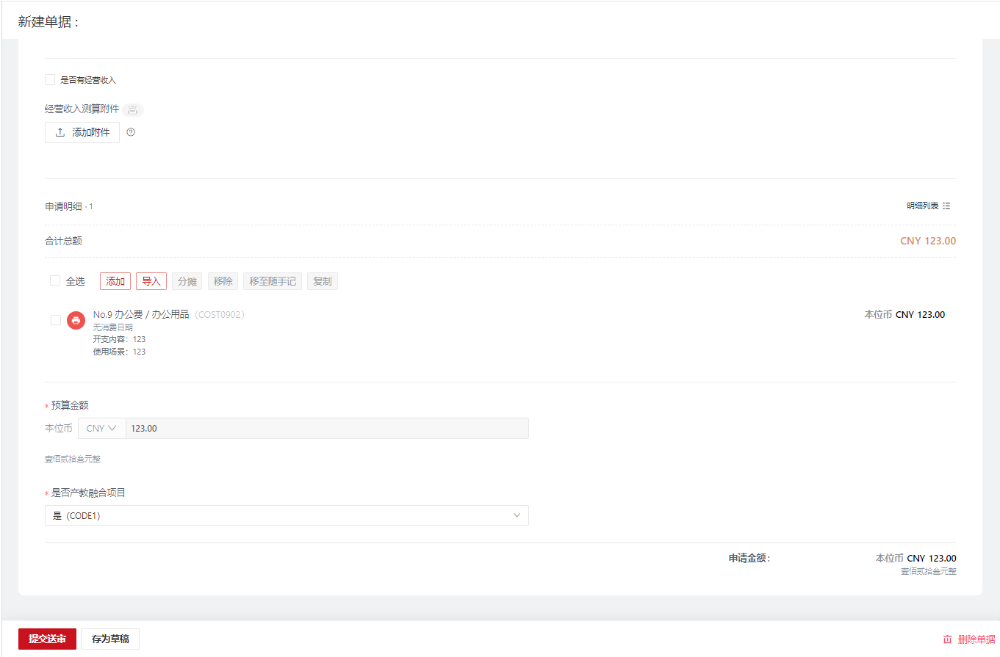 新建单据 :
是否有经营收入
经营收入测算附件
添加附件
申请明细 · 1
明细列表
合计总额
CNY 123.00
全选 添加 导入 分摊 移除 移至随手记 复制
No.9 办公费 / 办公用品 (COST0902)
本位币 CNY 123.00
无消费日期
开支内容: 123
使用场景: 123
* 预算金额
本位币 CNY 123.00
壹佰贰拾叁元整
* 是否产教融合项目
是 (CODE1)
申请金额 :
本位币 CNY 123.00
壹佰贰拾叁元整
提交送审 存为草稿
删除单据